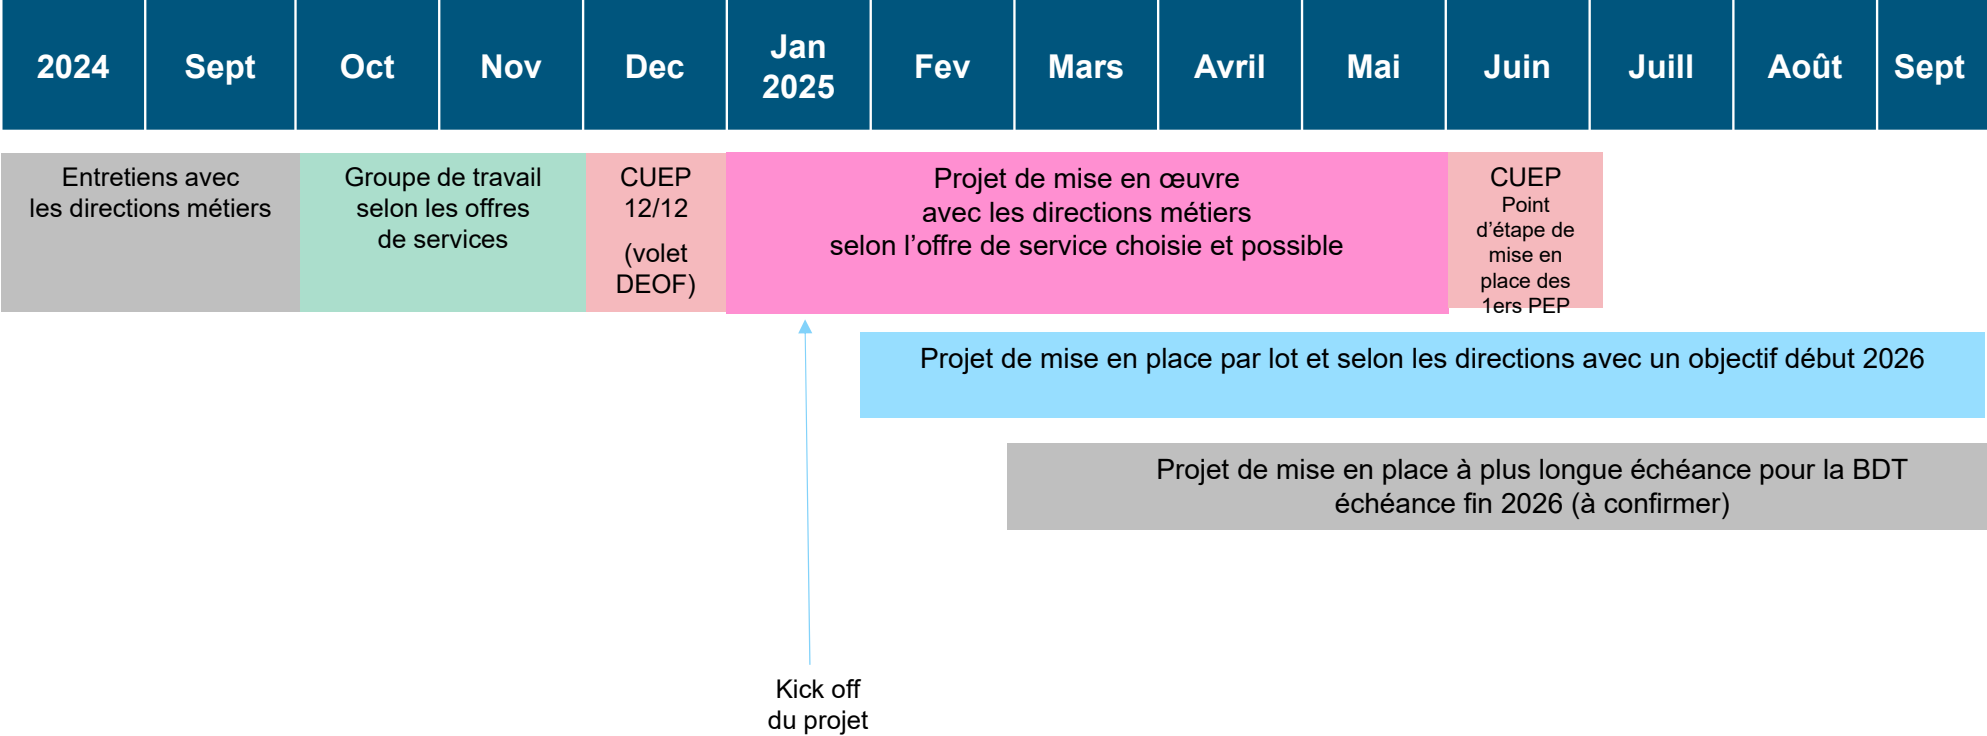 2024
Sept
Oct
Nov
Dec
Jan
2025
Fev
Mars
Avril
Mai
Juin
Juill
Août
Sept
Entretiens avec
les directions métiers
Groupe de travail
selon les offres
de services
CUEP
12/12
(volet
DEOF)
Projet de mise en œuvre
avec les directions métiers
selon l’offre de service choisie et possible
CUEP
Point
d’étape de
mise en
place des
1ers PEP
Projet de mise en place par lot et selon les directions avec un objectif début 2026
Projet de mise en place à plus longue échéance pour la BDT
échéance fin 2026 (à confirmer)
Kick off
du projet